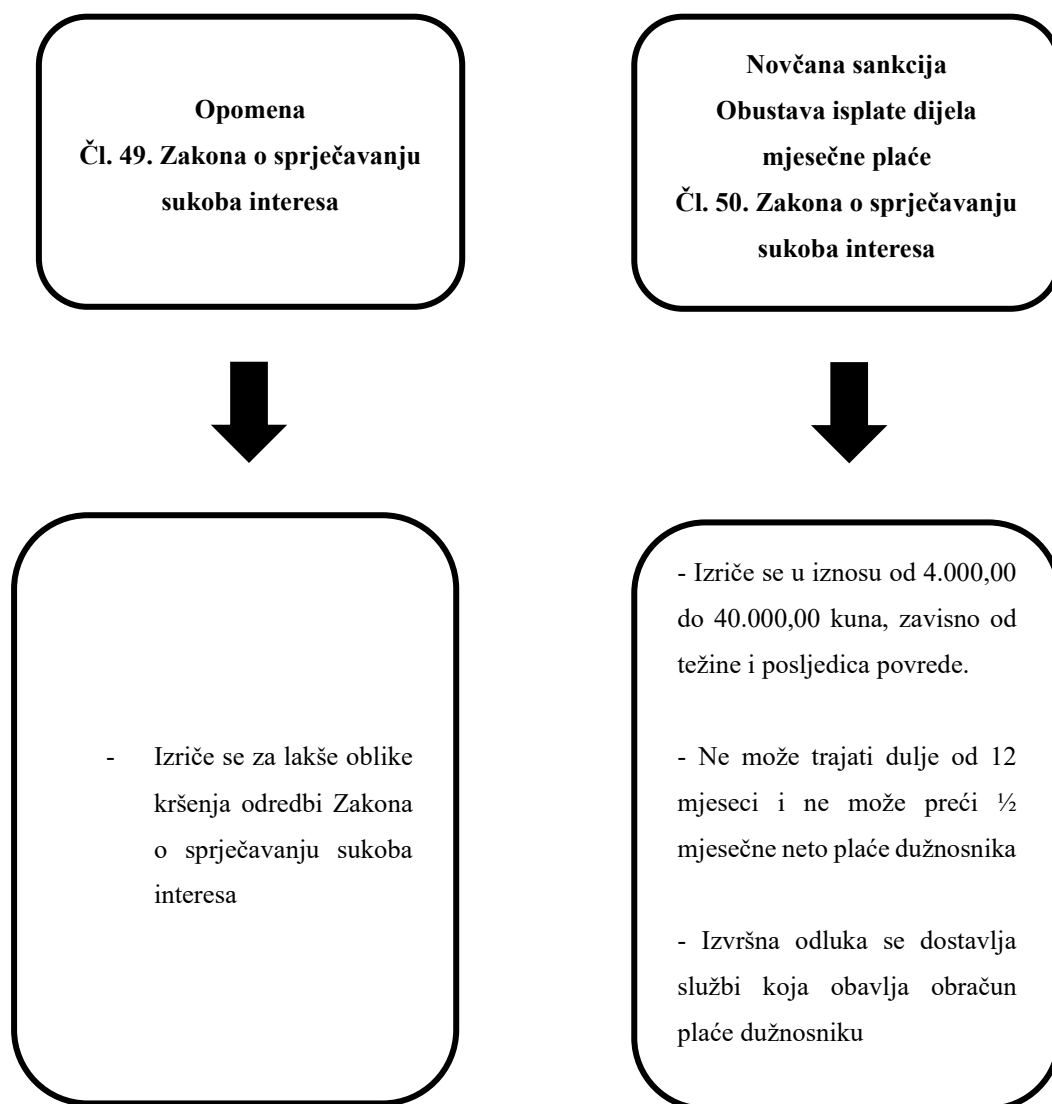 Opomena
Čl. 49. Zakona o sprječavanju
sukoba interesa
Novčana sankcija
Obustava isplate dijela
mjesečne plaće
Čl. 50. Zakona o sprječavanju
sukoba interesa
- Izriče se za lakše oblike
kršenja odredbi Zakona
o sprječavanju sukoba
interesa
- Izriče se u iznosu od 4.000,00
do 40.000,00 kuna, zavisno od
težine i posljedica povrede.
- Ne može trajati dulje od 12
mjeseci i ne može preći ½
mjesečne neto plaće dužnosnika
- Izvršna odluka se dostavlja
službi koja obavlja obračun
plaće dužnosniku